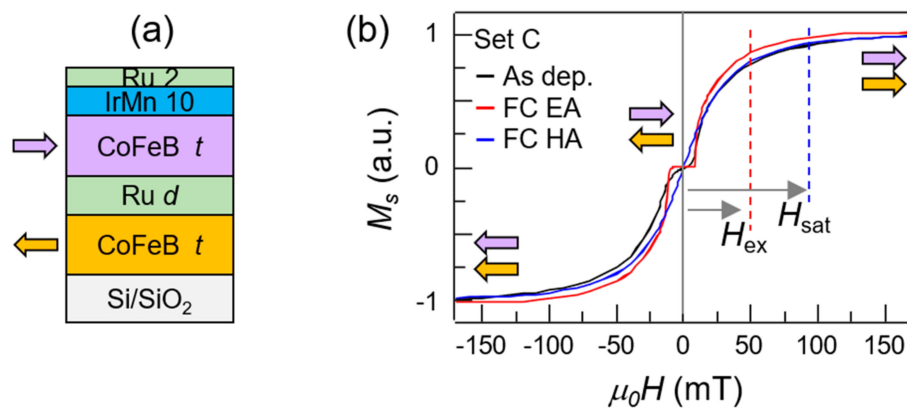 (a)
Ru 2
IrMn 10
CoFeB t
Ru d
CoFeB t
Si/SiO₂
(b)
Set C
As dep.
FC EA
FC HA
Hex
Hsat
Ms (a.u.)
1
0
-1
-150 -100 -50 0 50 100 150
μ₀H (mT)